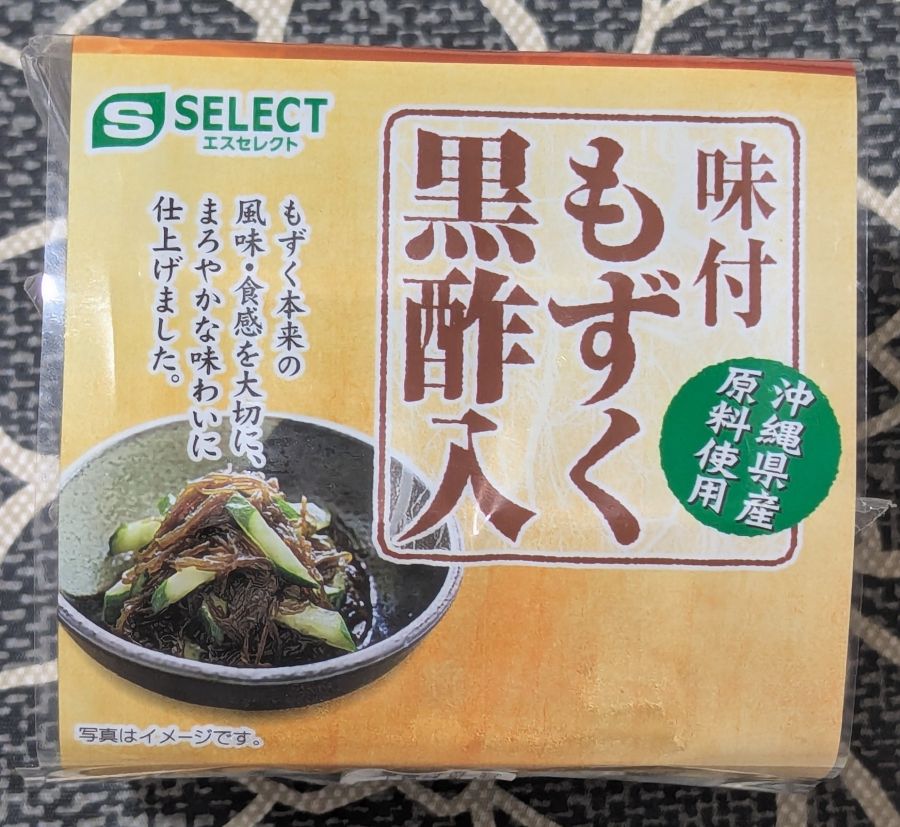 SELECT
エスセレクト
味付
もずく
黒酢入
沖縄県産
原料使用
もずく本来の
風味・食感を大切に、
まろやかな味わいに
仕上げました。
写真はイメージです。